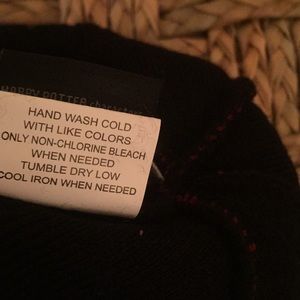 HARRY POTTER characters
HAND WASH COLD
WITH LIKE COLORS
ONLY NON-CHLORINE BLEACH
WHEN NEEDED
TUMBLE DRY LOW
COOL IRON WHEN NEEDED